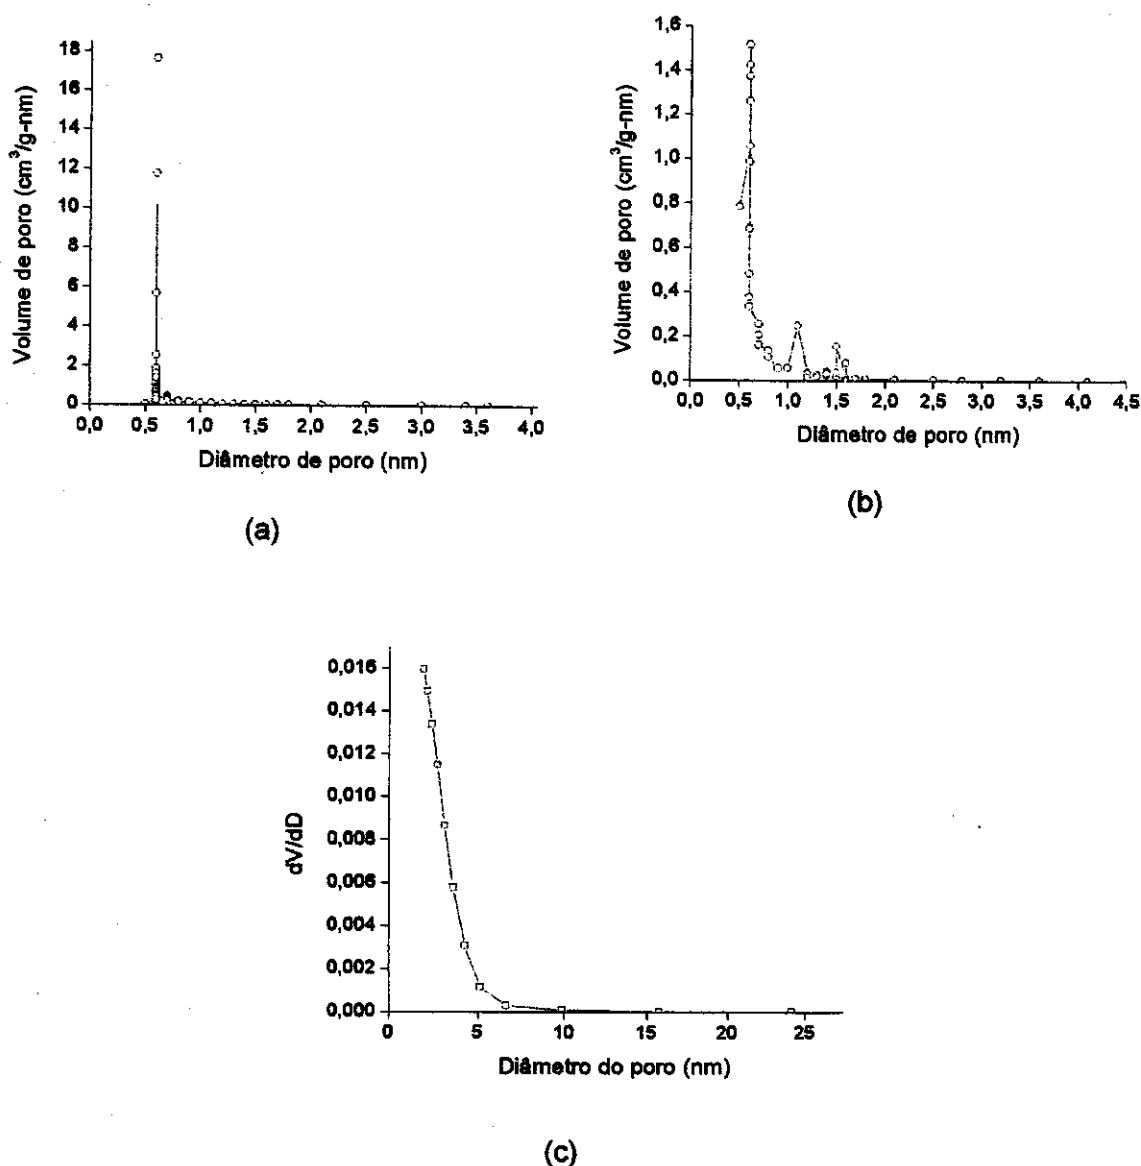 18
16
14
12
10
8
6
4
2
0
0,0 0,5 1,0 1,5 2,0 2,5 3,0 3,5 4,0
Volume de poro (cm³/g-nm)
Diâmetro de poro (nm)
(a)
1,6
1,4
1,2
1,0
0,8
0,6
0,4
0,2
0,0
0,0 0,5 1,0 1,5 2,0 2,5 3,0 3,5 4,0 4,5
Volume de poro (cm³/g-nm)
Diâmetro de poro (nm)
(b)
0,016
0,014
0,012
0,010
0,008
0,006
0,004
0,002
0,000
0 5 10 15 20 25
dV/dD
Diâmetro do poro (nm)
(c)